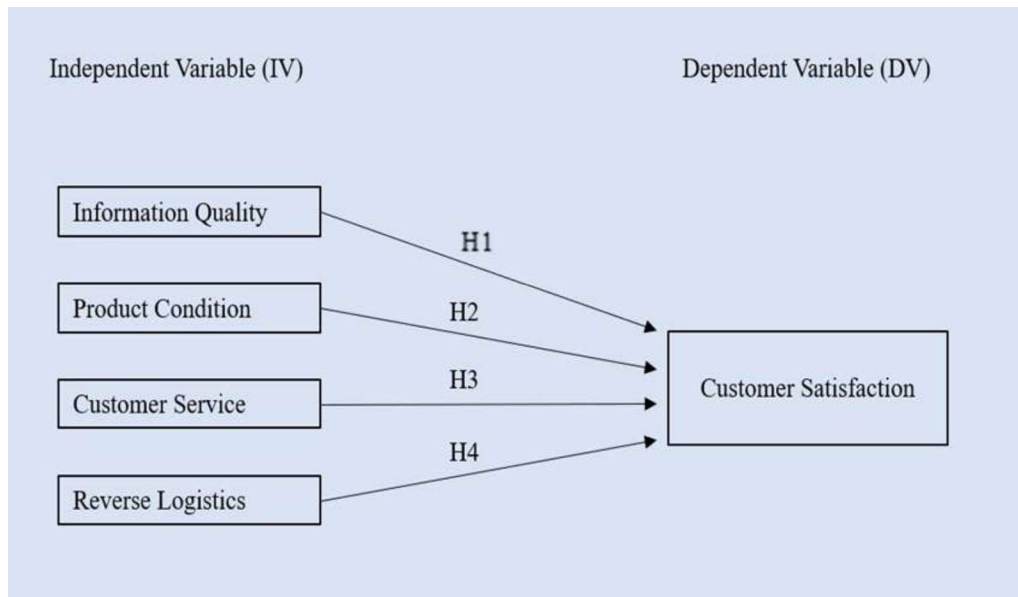 Independent Variable (IV)
Dependent Variable (DV)
Information Quality
H1
Product Condition
H2
Customer Service
H3
Customer Satisfaction
Reverse Logistics
H4